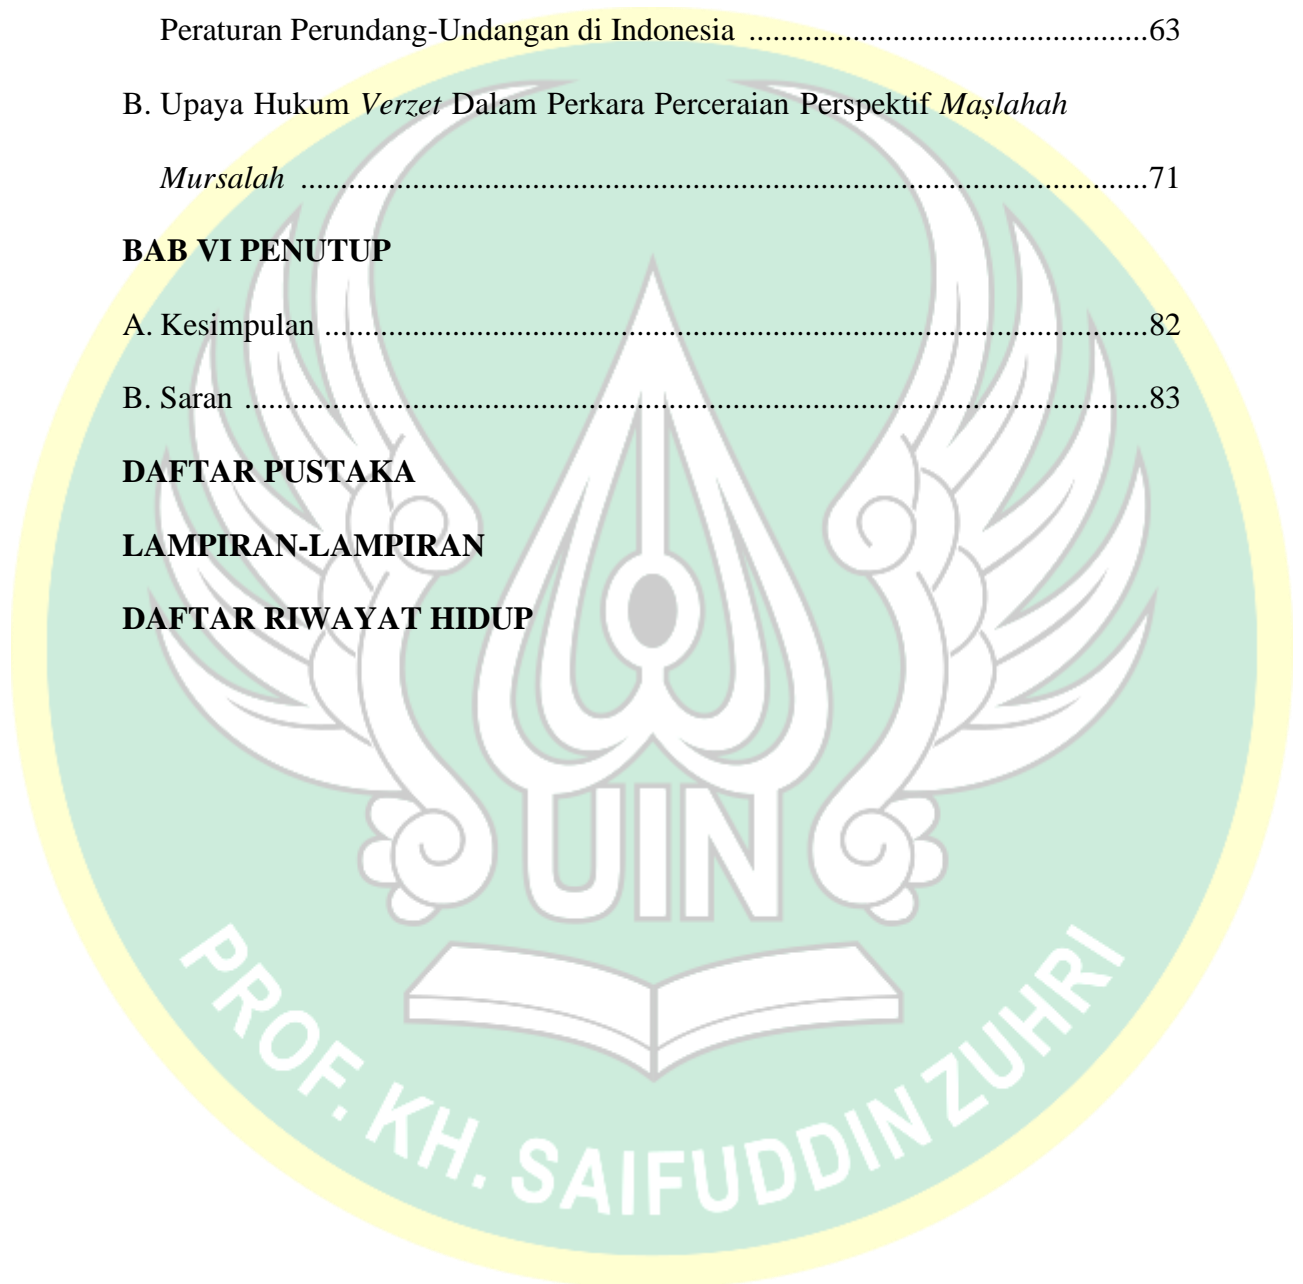 Peraturan Perundang-Undangan di Indonesia ..................................................63
B. Upaya Hukum Verzet Dalam Perkara Perceraian Perspektif Maṣlahah
Mursalah ...........................................................................................................71
BAB VI PENUTUP
A. Kesimpulan ........................................................................................................82
B. Saran ..................................................................................................................83
DAFTAR PUSTAKA
LAMPIRAN-LAMPIRAN
DAFTAR RIWAYAT HIDUP
UIN
PROF. KH. SAIFUDDIN ZUHRI